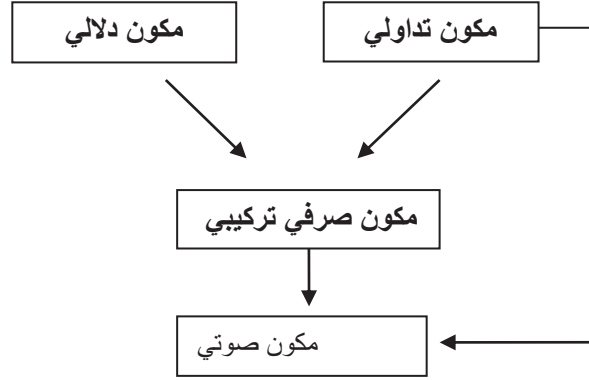 مكون تداولي
مكون دلالي
مكون صرفي تركيبي
مكون صوتي